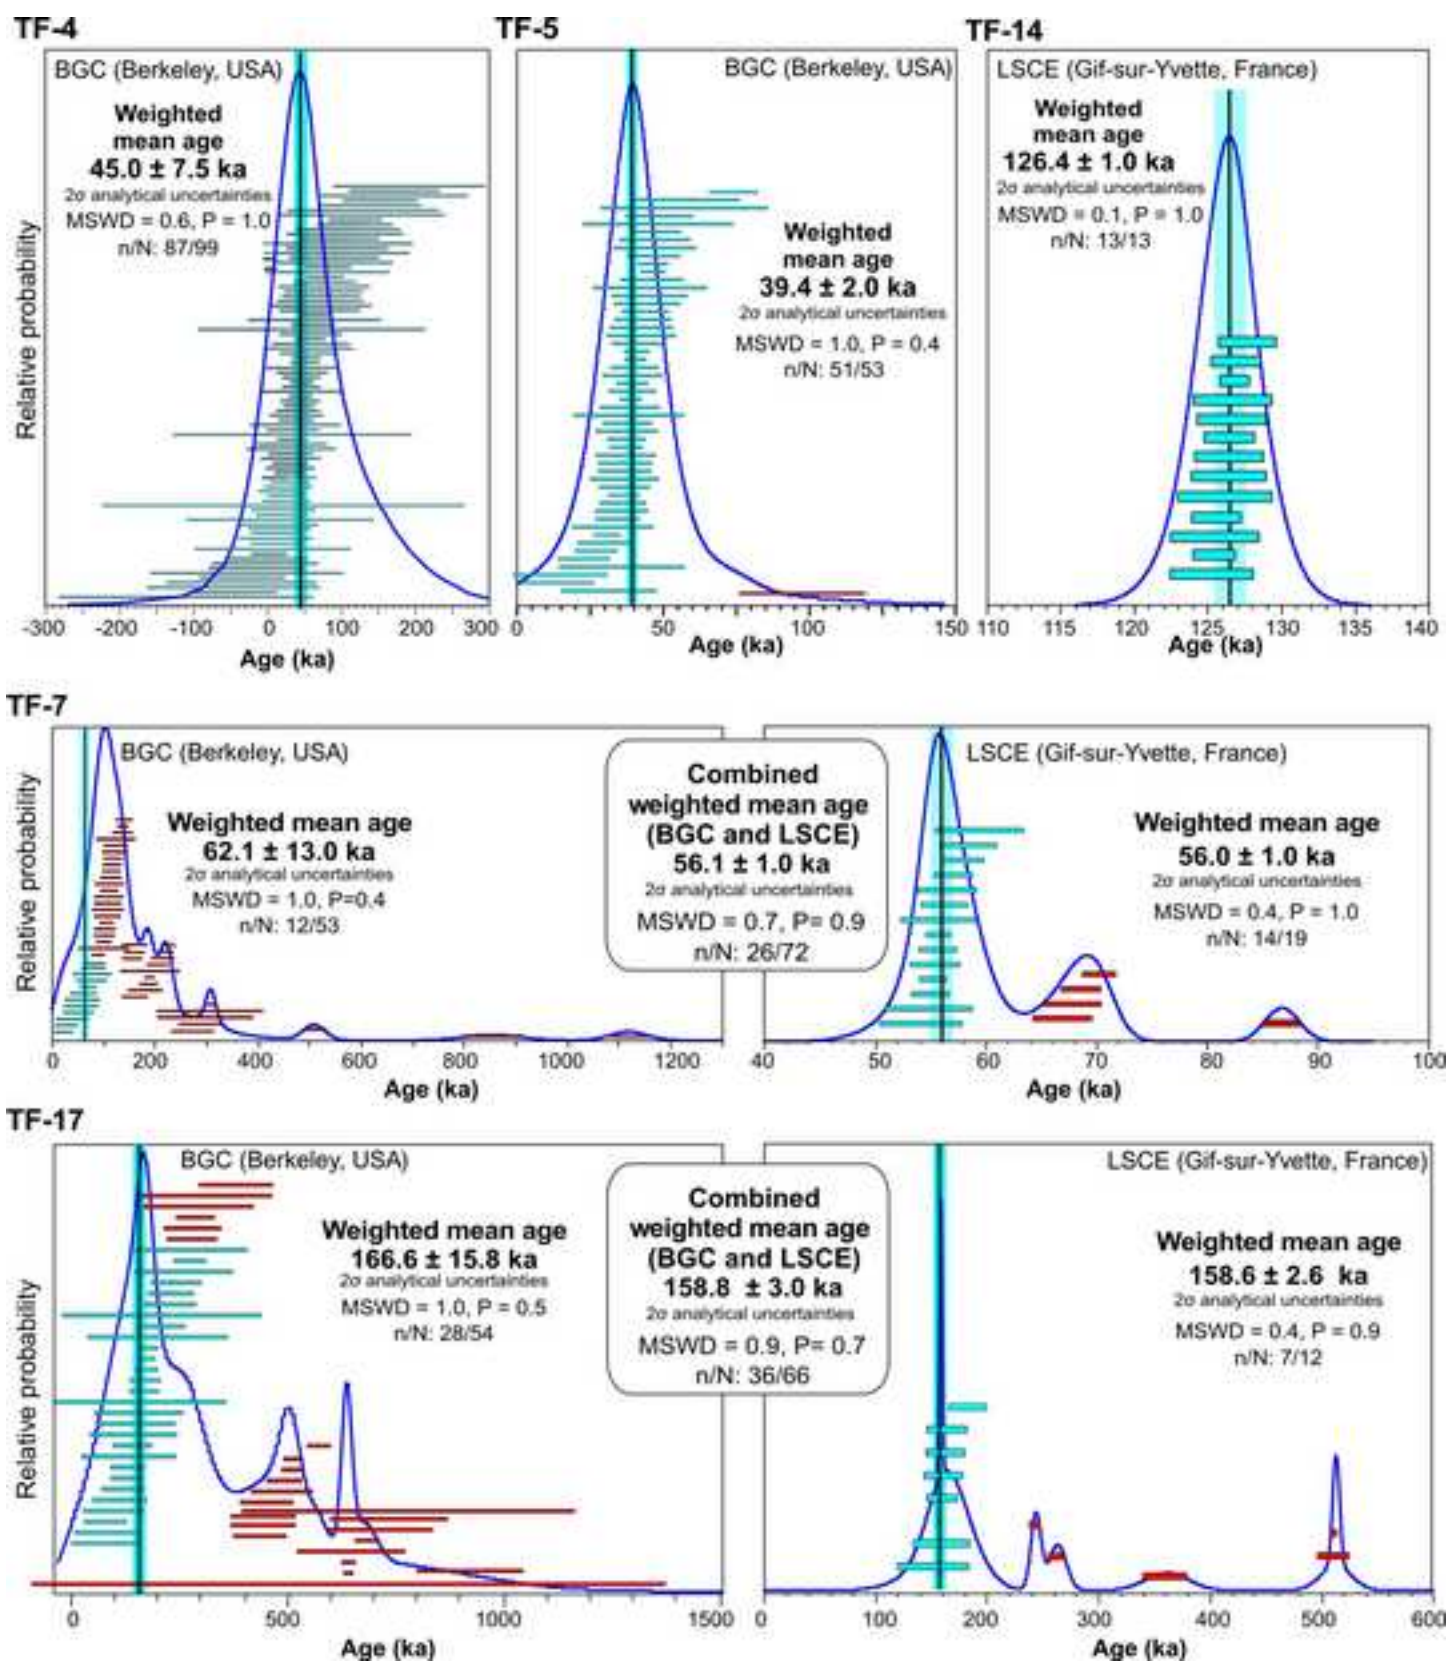 TF-4
TF-5
TF-14
BGC (Berkeley, USA)
Weighted
mean age
45.0 ± 7.5 ka
2σ analytical uncertainties
MSWD = 0.6, P = 1.0
n/N: 87/99
Relative probability
-300
-200
-100
0
100
200
300
Age (ka)
BGC (Berkeley, USA)
Weighted
mean age
39.4 ± 2.0 ka
2σ analytical uncertainties
MSWD = 1.0, P = 0.4
n/N: 51/53
0
50
100
150
Age (ka)
LSCE (Gif-sur-Yvette, France)
Weighted
mean age
126.4 ± 1.0 ka
2σ analytical uncertainties
MSWD = 0.1, P = 1.0
n/N: 13/13
110
115
120
125
130
135
140
Age (ka)
TF-7
BGC (Berkeley, USA)
Weighted mean age
62.1 ± 13.0 ka
2σ analytical uncertainties
MSWD = 1.0, P=0.4
n/N: 12/53
Relative probability
0
200
400
600
800
1000
1200
Age (ka)
Combined
weighted mean age
(BGC and LSCE)
56.1 ± 1.0 ka
2σ analytical uncertainties
MSWD = 0.7, P= 0.9
n/N: 26/72
LSCE (Gif-sur-Yvette, France)
Weighted mean age
56.0 ± 1.0 ka
2σ analytical uncertainties
MSWD = 0.4, P = 1.0
n/N: 14/19
40
50
60
70
80
90
100
Age (ka)
TF-17
BGC (Berkeley, USA)
Weighted mean age
166.6 ± 15.8 ka
2σ analytical uncertainties
MSWD = 1.0, P = 0.5
n/N: 28/54
Relative probability
0
500
1000
1500
Age (ka)
Combined
weighted mean age
(BGC and LSCE)
158.8 ± 3.0 ka
2σ analytical uncertainties
MSWD = 0.9, P= 0.7
n/N: 36/66
LSCE (Gif-sur-Yvette, France)
Weighted mean age
158.6 ± 2.6 ka
2σ analytical uncertainties
MSWD = 0.4, P = 0.9
n/N: 7/12
0
100
200
300
400
500
600
Age (ka)